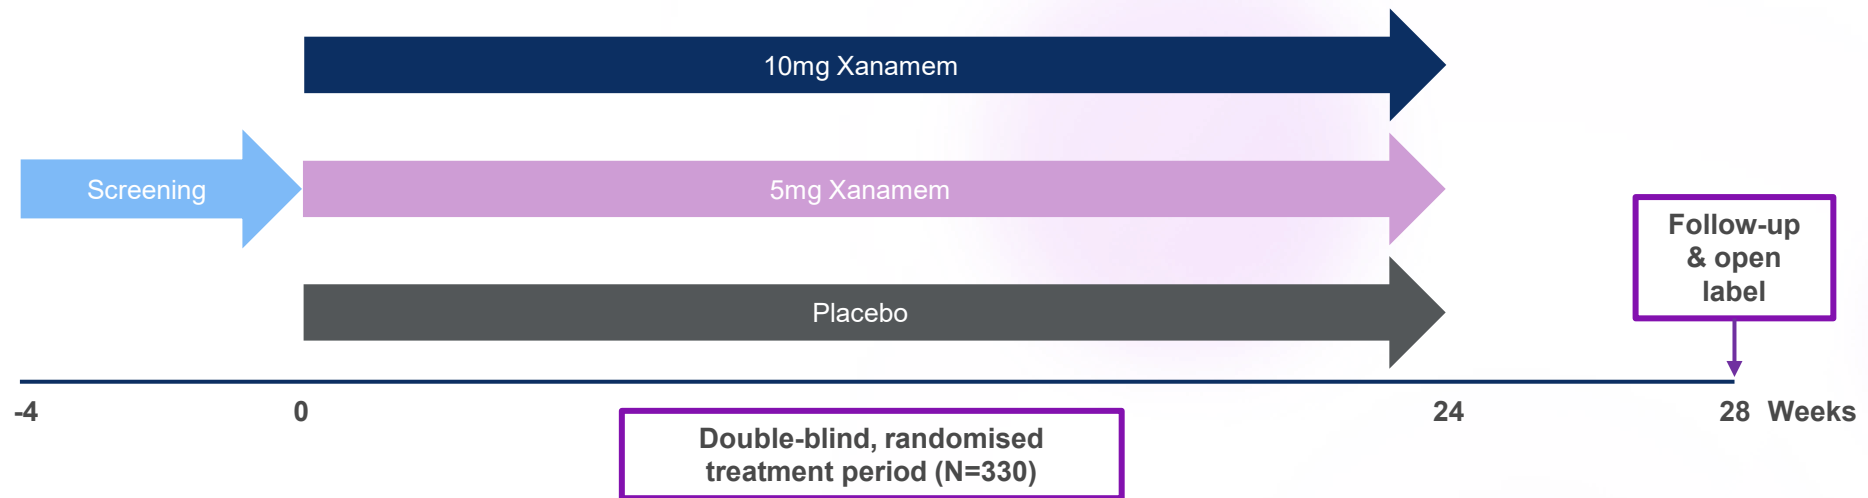 10mg Xanamem
Screening
5mg Xanamem
Placebo
Follow-up
& open
label
-4 0 24 28 Weeks
Double-blind, randomised
treatment period (N=330)